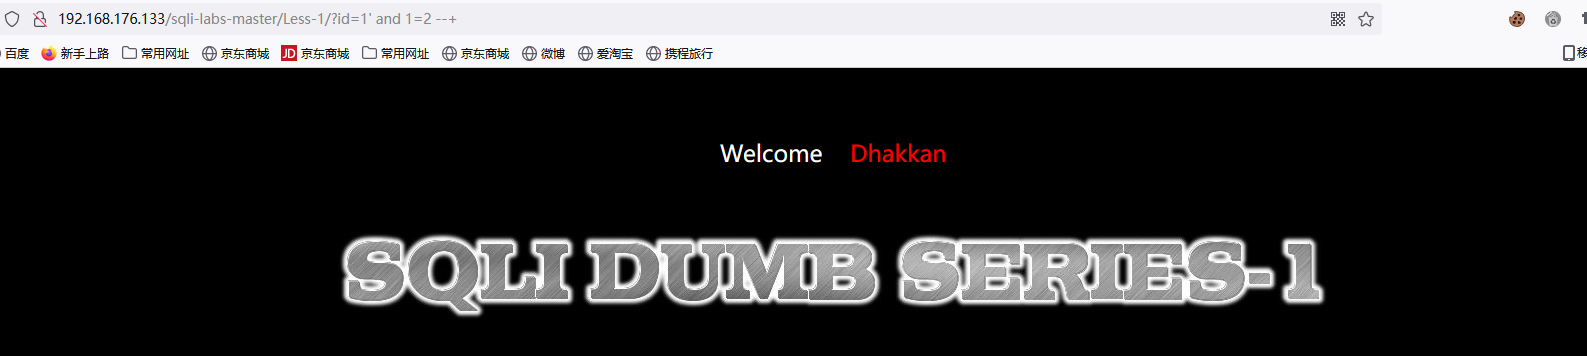 192.168.176.133/sqli-labs-master/Less-1/?id=1' and 1=2 --+
百度 新手上路 常用网址 京东商城 JD 京东商城 常用网址 京东商城 微博 爱淘宝 携程旅行 移
Welcome Dhakkan
SQLI DUMB SERIES-1